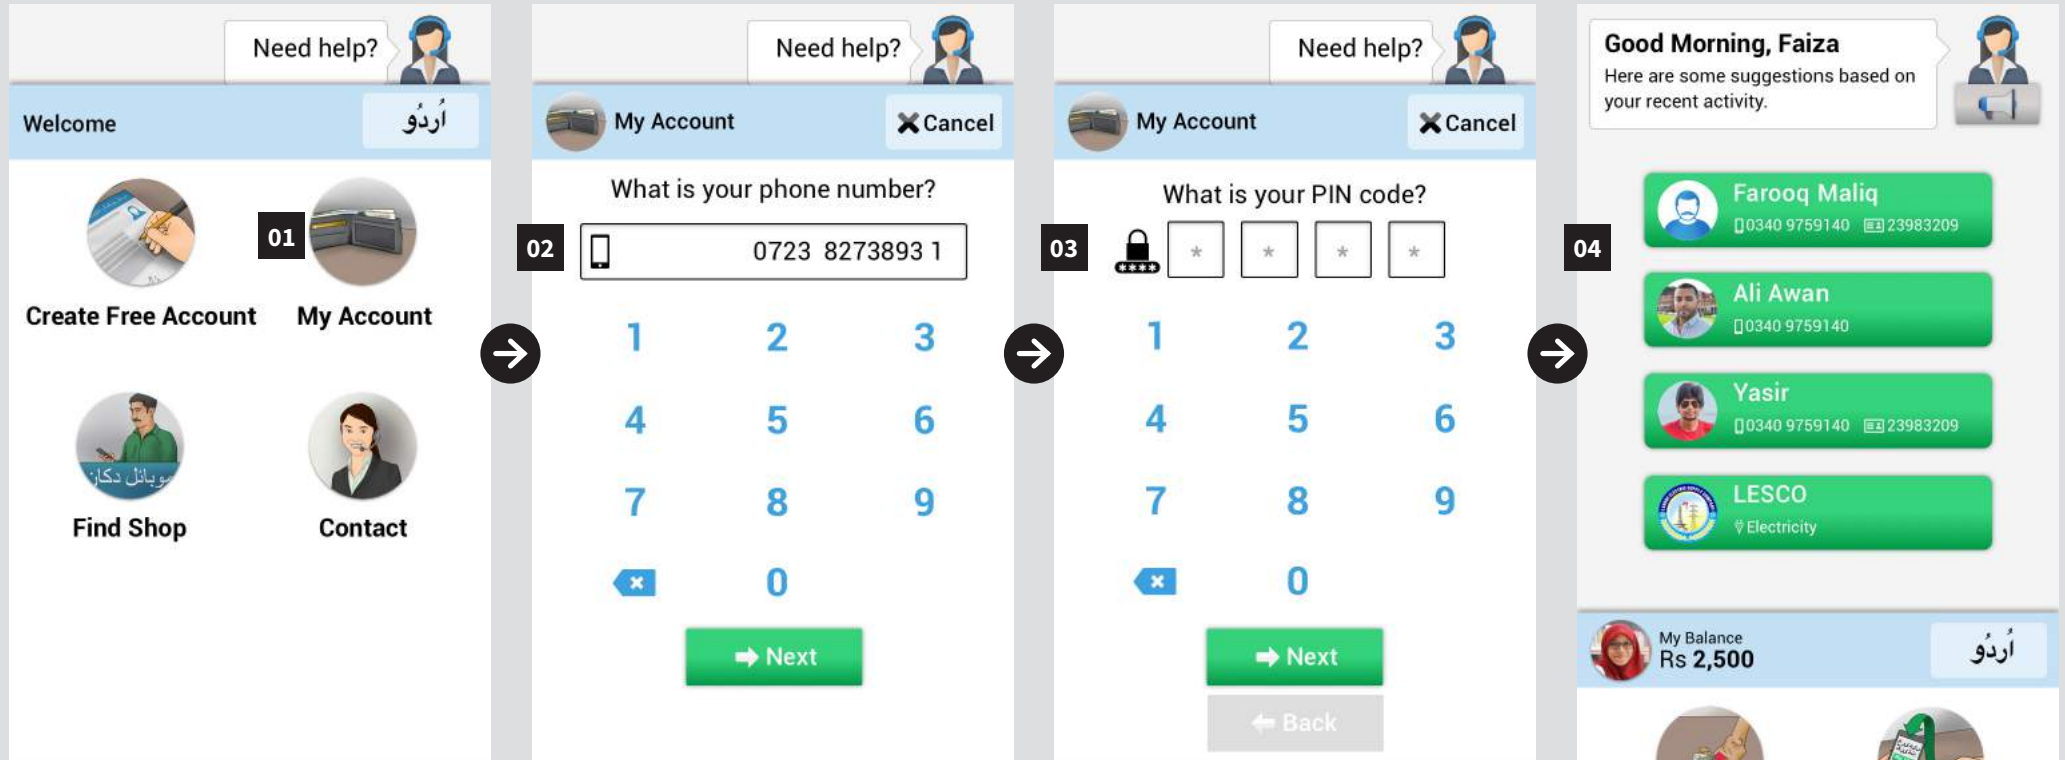 Need help?
Welcome
اُردُو
01
Create Free Account
My Account
موبائل دکان
Find Shop
Contact
Need help?
My Account
Cancel
What is your phone number?
02
0723 8273893 1
1 2 3
4 5 6
7 8 9
0
Next
Need help?
My Account
Cancel
What is your PIN code?
03
****
* * * *
1 2 3
4 5 6
7 8 9
0
Next
Back
Good Morning, Faiza
Here are some suggestions based on
your recent activity.
04
Farooq Maliq
0340 9759140 23983209
Ali Awan
0340 9759140
Yasir
0340 9759140 23983209
LESCO
Electricity
My Balance
Rs 2,500
اُردُو